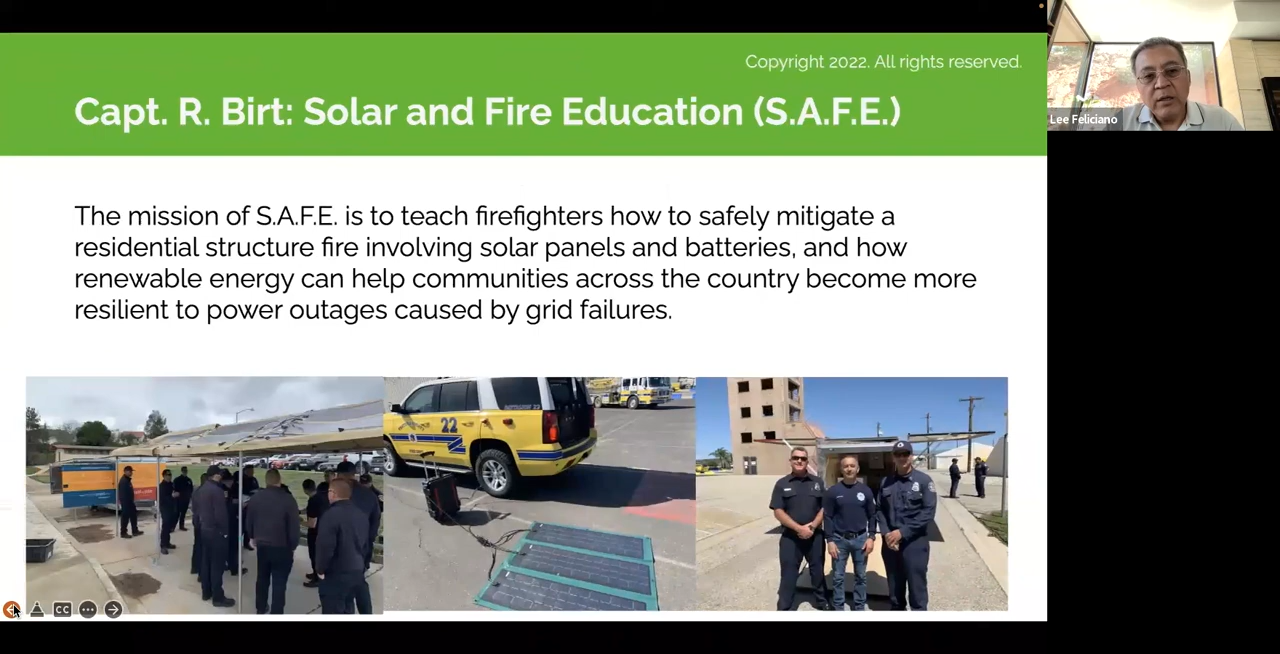 Copyright 2022. All rights reserved.
Capt. R. Birt: Solar and Fire Education (S.A.F.E.)
Lee Feliciano
The mission of S.A.F.E. is to teach firefighters how to safely mitigate a
residential structure fire involving solar panels and batteries, and how
renewable energy can help communities across the country become more
resilient to power outages caused by grid failures.
22
CC